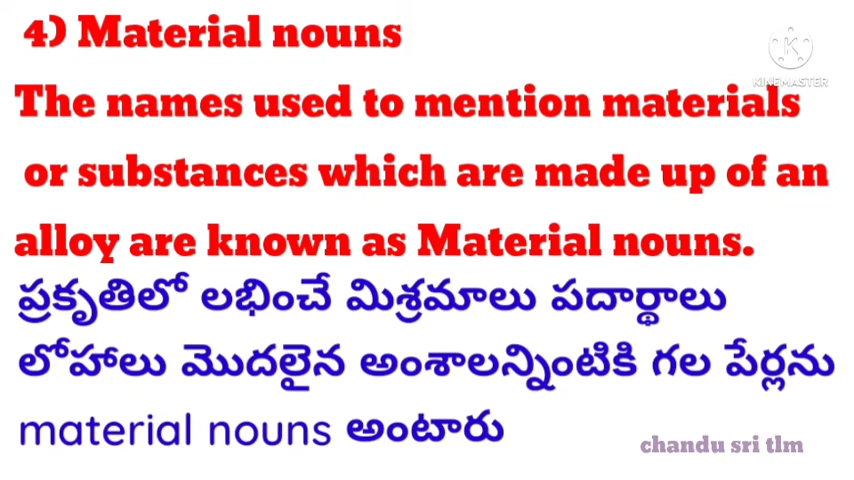 4) Material nouns
KINEMASTER
The names used to mention materials
or substances which are made up of an
alloy are known as Material nouns.
ప్రకృతిలో లభించే మిశ్రమాలు పదార్థాలు
లోహాలు మొదలైన అంశాలన్నింటికి గల పేర్లను
material nouns అంటారు
chandu sri tlm